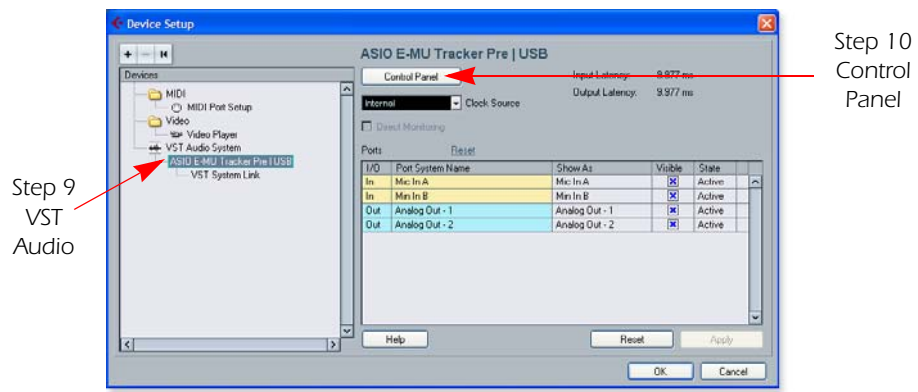 Device Setup
+ -
Devices
MIDI
MIDI Port Setup
Video
Video Player
VST Audio System
ASIO E-MU Tracker Pre | USB
VST System Link
ASIO E-MU Tracker Pre | USB
Control Panel
Input Latency: 9.977 ms
Output Latency: 9.977 ms
Internal Clock Source
Direct Monitoring
Ports Reset
I/O Port System Name Show As Visible State
In Mic In A Mic In A Active
In Min In B Min In B Active
Out Analog Out - 1 Analog Out - 1 Active
Out Analog Out - 2 Analog Out - 2 Active
Help Reset Apply
OK Cancel
Step 9
VST
Audio
Step 10
Control
Panel